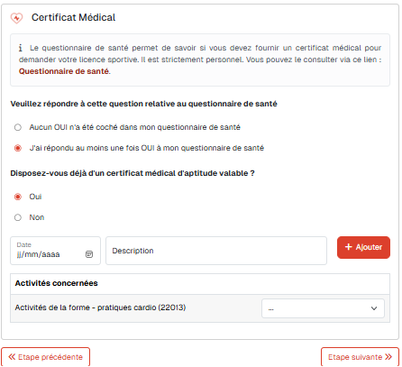 Certificat Médical
i Le questionnaire de santé permet de savoir si vous devez fournir un certificat médical pour
demander votre licence sportive. Il est strictement personnel. Vous pouvez le consulter via ce lien :
Questionnaire de santé.
Veuillez répondre à cette question relative au questionnaire de santé
Aucun OUI n'a été coché dans mon questionnaire de santé
J'ai répondu au moins une fois OUI à mon questionnaire de santé
Disposez-vous déjà d'un certificat médical d'aptitude valable ?
Oui
Non
Date
jj/mm/aaaa
Description
+ Ajouter
Activités concernées
Activités de la forme - pratiques cardio (22013)
...
« Etape précédente
Etape suivante »